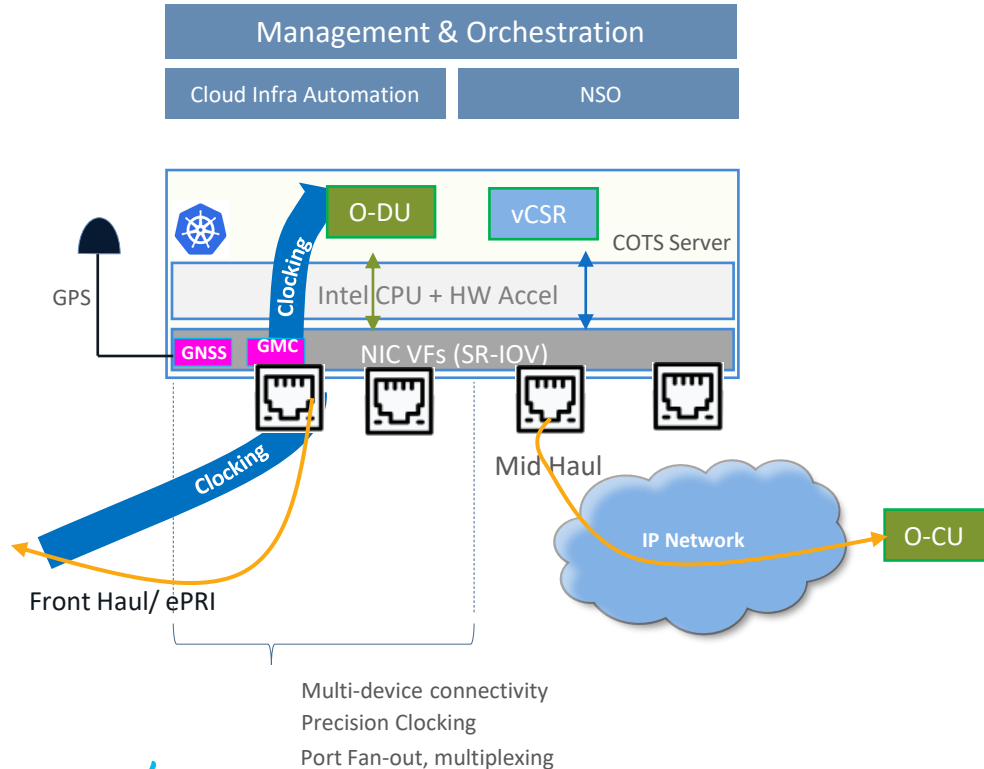 Management & Orchestration
Cloud Infra Automation
NSO
O-DU
vCSR
COTS Server
Clocking
GPS
Intel CPU + HW Accel
GNSS
GMC
NIC VFs (SR-IOV)
Mid Haul
Clocking
IP Network
O-CU
Front Haul/ ePRI
Multi-device connectivity
Precision Clocking
Port Fan-out, multiplexing